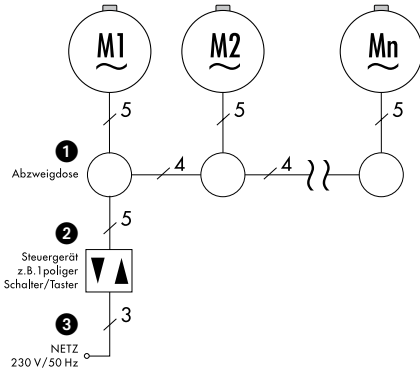 M1 M2 Mn
5 5 5
1
Abzweigdose
4 4
2
5
Steuergerät
z.B.1poliger
Schalter/Taster
3
3
NETZ
230 V/50 Hz